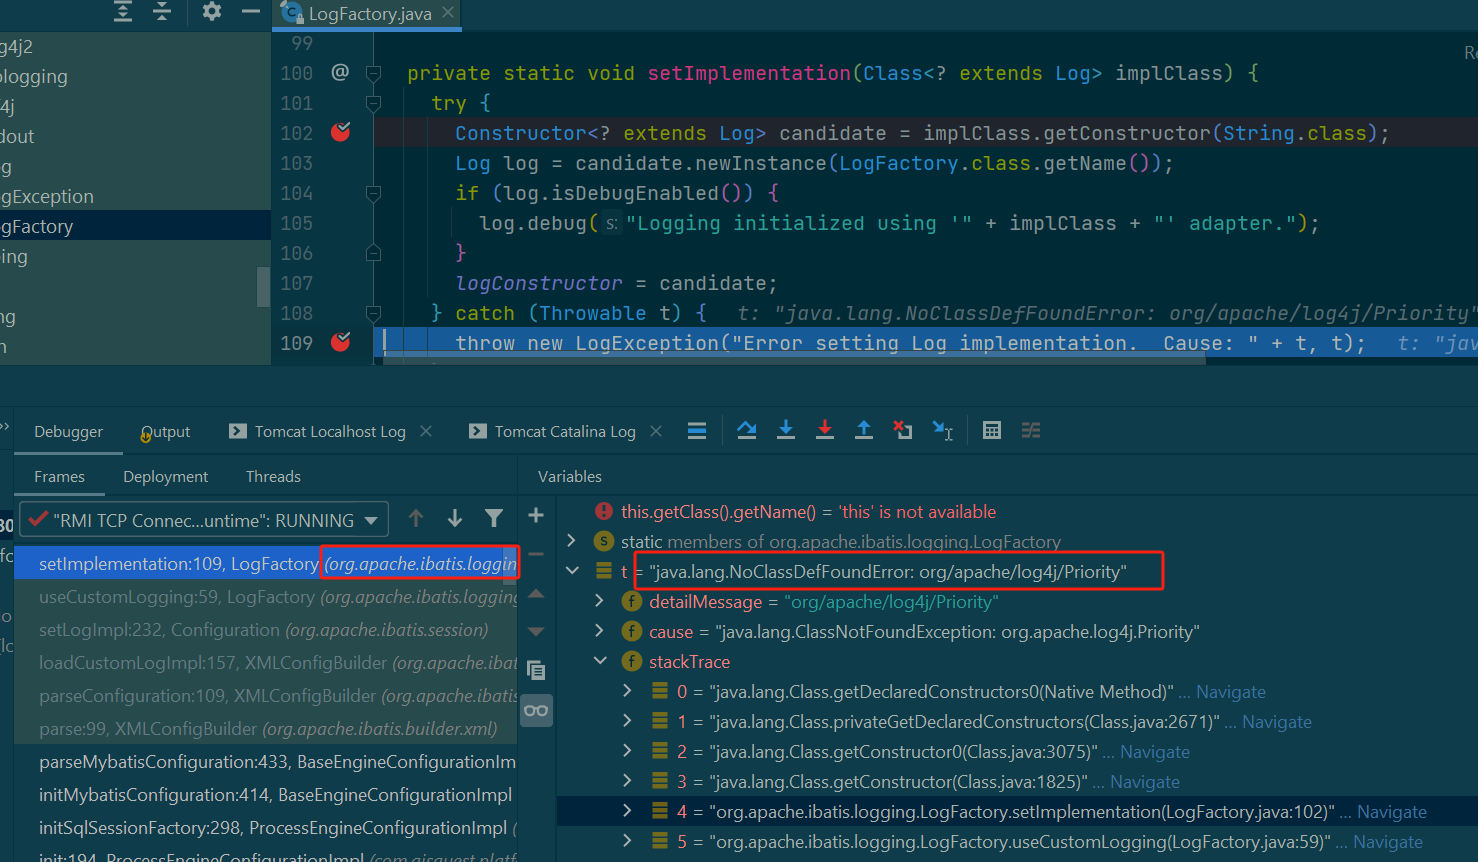 LogFactory.java
g4j2
ologging
/4j
dout
g
gException
gFactory
ing
ng
n
99
100 @ private static void setImplementation(Class<? extends Log> implClass) {
101 try {
102 Constructor<? extends Log> candidate = implClass.getConstructor(String.class);
103 Log log = candidate.newInstance(LogFactory.class.getName());
104 if (log.isDebugEnabled()) {
105 log.debug( s: "Logging initialized using '" + implClass + "' adapter.");
106 }
107 logConstructor = candidate;
108 } catch (Throwable t) { t: "java.lang.NoClassDefFoundError: org/apache/log4j/Priority"
109 throw new LogException("Error setting Log implementation.  Cause: " + t, t); t: "jav
Re
Debugger Output Tomcat Localhost Log Tomcat Catalina Log
Frames Deployment Threads
"RMI TCP Connec...untime": RUNNING
setImplementation:109, LogFactory (org.apache.ibatis.loggin
useCustomLogging:59, LogFactory (org.apache.ibatis.logging
setLogImpl:232, Configuration (org.apache.ibatis.session)
loadCustomLogImpl:157, XMLConfigBuilder (org.apache.ibat
parseConfiguration:109, XMLConfigBuilder (org.apache.ibatis
parse:99, XMLConfigBuilder (org.apache.ibatis.builder.xml)
parseMybatisConfiguration:433, BaseEngineConfigurationIm
initMybatisConfiguration:414, BaseEngineConfigurationImpl
initSqlSessionFactory:298, ProcessEngineConfigurationImpl (
init:194, ProcessEngineConfigurationImpl (com.gisquest.platf
Variables
this.getClass().getName() = 'this' is not available
static members of org.apache.ibatis.logging.LogFactory
t = "java.lang.NoClassDefFoundError: org/apache/log4j/Priority"
detailMessage = "org/apache/log4j/Priority"
cause = "java.lang.ClassNotFoundException: org.apache.log4j.Priority"
stackTrace
0 = "java.lang.Class.getDeclaredConstructors0(Native Method)" ... Navigate
1 = "java.lang.Class.privateGetDeclaredConstructors(Class.java:2671)" ... Navigate
2 = "java.lang.Class.getConstructor0(Class.java:3075)" ... Navigate
3 = "java.lang.Class.getConstructor(Class.java:1825)" ... Navigate
4 = "org.apache.ibatis.logging.LogFactory.setImplementation(LogFactory.java:102)" ... Navigate
5 = "org.apache.ibatis.logging.LogFactory.useCustomLogging(LogFactory.java:59)" ... Navigate